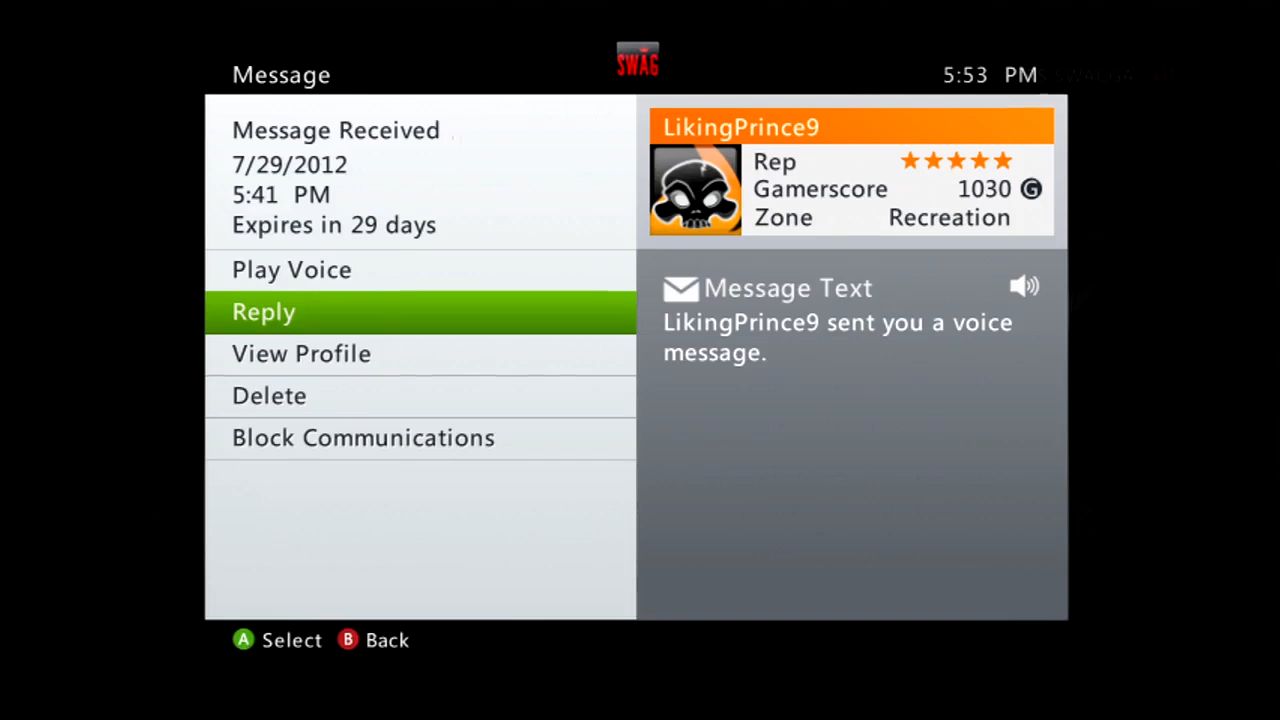 Message
SWAG
5:53 PM
Message Received
7/29/2012
5:41 PM
Expires in 29 days
Play Voice
Reply
View Profile
Delete
Block Communications
LikingPrince9
Rep
Gamerscore 1030 G
Zone Recreation
Message Text
LikingPrince9 sent you a voice
message.
A Select B Back